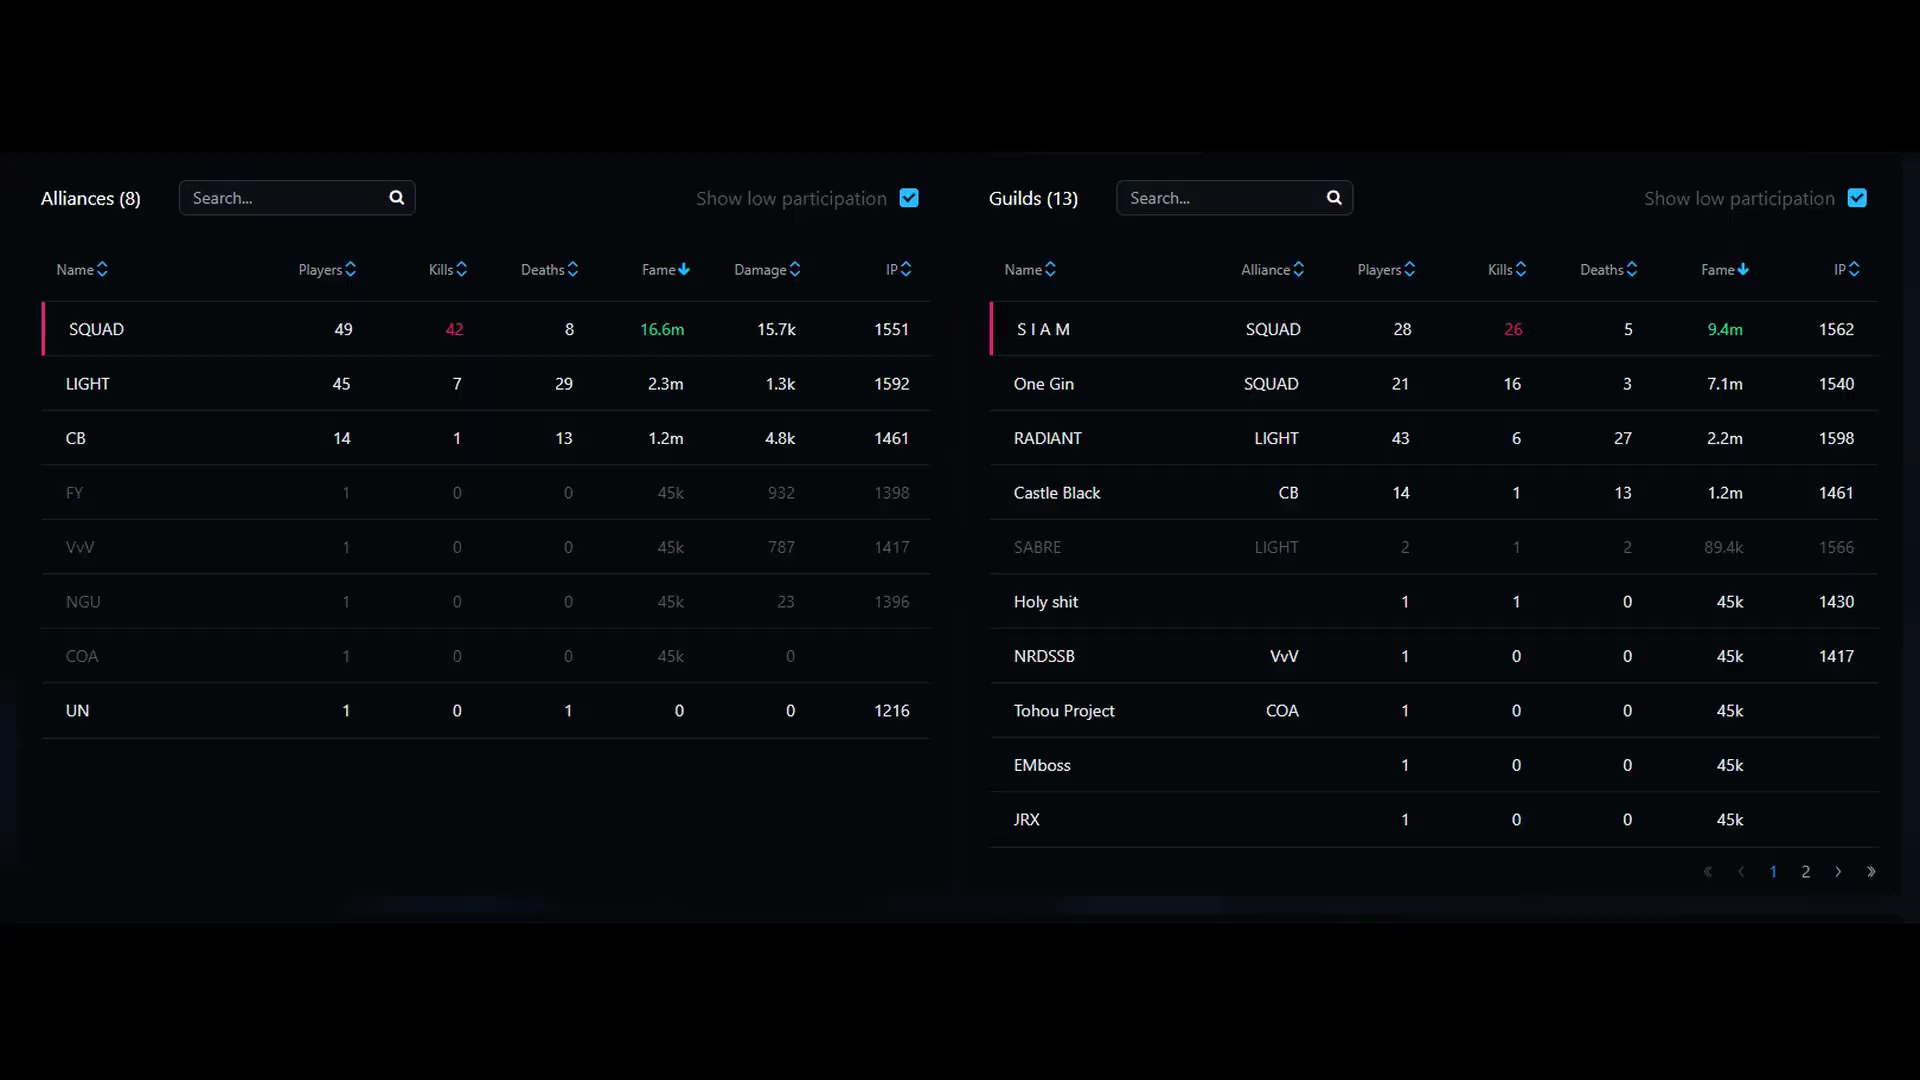 Alliances (8) Search... Show low participation
Name Players Kills Deaths Fame Damage IP
SQUAD 49 42 8 16.6m 15.7k 1551
LIGHT 45 7 29 2.3m 1.3k 1592
CB 14 1 13 1.2m 4.8k 1461
FY 1 0 0 45k 932 1398
VvV 1 0 0 45k 787 1417
NGU 1 0 0 45k 23 1396
COA 1 0 0 45k 0
UN 1 0 1 0 0 1216
Guilds (13) Search... Show low participation
Name Alliance Players Kills Deaths Fame IP
S I A M SQUAD 28 26 5 9.4m 1562
One Gin SQUAD 21 16 3 7.1m 1540
RADIANT LIGHT 43 6 27 2.2m 1598
Castle Black CB 14 1 13 1.2m 1461
SABRE LIGHT 2 1 2 89.4k 1566
Holy shit 1 1 0 45k 1430
NRDSSB VvV 1 0 0 45k 1417
Tohou Project COA 1 0 0 45k
EMboss 1 0 0 45k
JRX 1 0 0 45k
« ‹ 1 2 › »